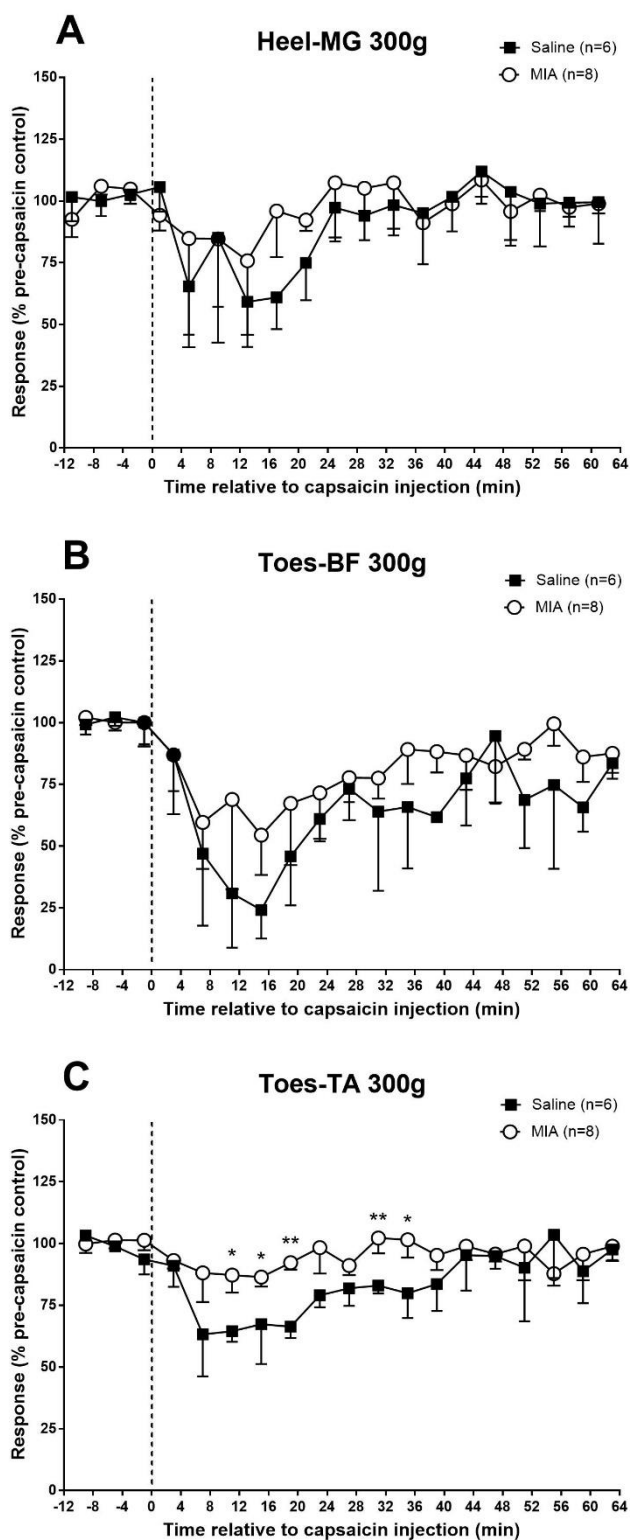 A
Heel-MG 300g
Saline (n=6)
MIA (n=8)
Response (% pre-capsaicin control)
150
125
100
75
50
25
0
-12 -8 -4 0 4 8 12 16 20 24 28 32 36 40 44 48 52 56 60 64
Time relative to capsaicin injection (min)
B
Toes-BF 300g
Saline (n=6)
MIA (n=8)
Response (% pre-capsaicin control)
150
125
100
75
50
25
0
-12 -8 -4 0 4 8 12 16 20 24 28 32 36 40 44 48 52 56 60 64
Time relative to capsaicin injection (min)
C
Toes-TA 300g
Saline (n=6)
MIA (n=8)
Response (% pre-capsaicin control)
150
125
100
75
50
25
0
* * ** ** *
-12 -8 -4 0 4 8 12 16 20 24 28 32 36 40 44 48 52 56 60 64
Time relative to capsaicin injection (min)